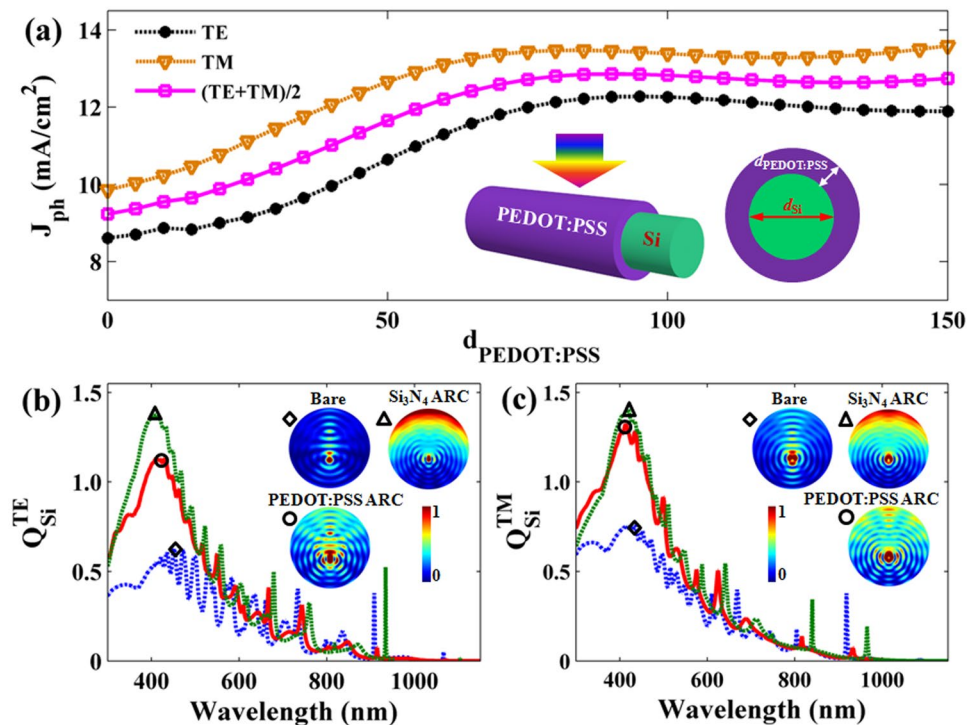 (a)
TE
TM
(TE+TM)/2
J_ph (mA/cm2)
14
12
10
8
0
50
100
150
d_PEDOT:PSS
PEDOT:PSS
Si
d_PEDOT:PSS
d_Si
(b)
Q_Si^TE
1.5
1.0
0.5
0
400
600
800
1000
Wavelength (nm)
Bare
Si₃N₄ ARC
PEDOT:PSS ARC
1
0
(c)
Q_Si^TM
1.5
1.0
0.5
0
400
600
800
1000
Wavelength (nm)
Bare
Si₃N₄ ARC
PEDOT:PSS ARC
1
0